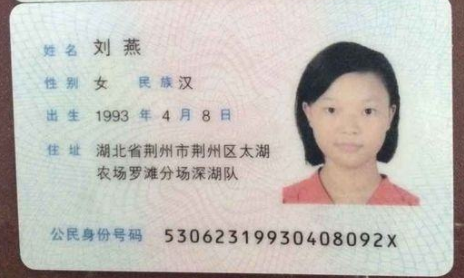 姓名 刘燕
性别 女 民族 汉
出生 1993 年 4 月 8 日
住址 湖北省荆州市荆州区太湖
农场罗滩分场深湖队
公民身份号码 53062319930408092X